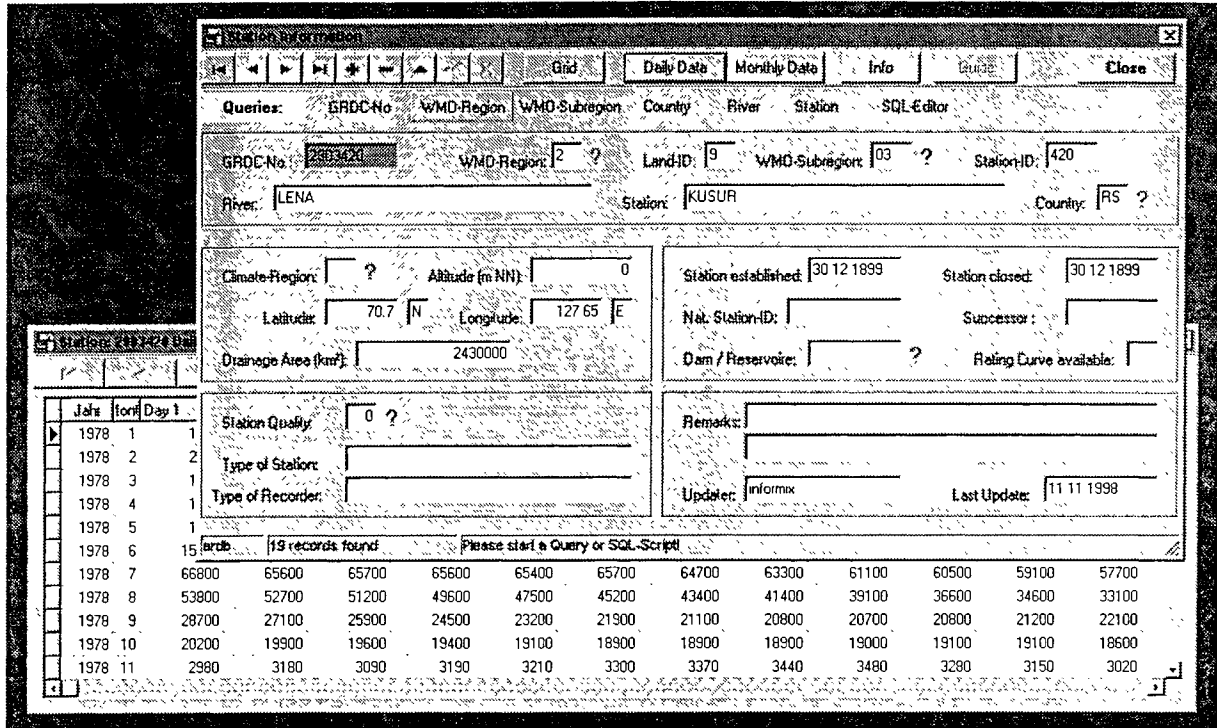 Station Information
Grid Daily Data Monthly Data Info Guide Close
Queries: GRDC-No WMO-Region WMO-Subregion Country River Station SQL-Editor
GRDC-No.: 2903420 WMO-Region: 2 ? Land-ID: 9 WMO-Subregion: 03 ? Station-ID: 420
River: LENA Station: KUSUR Country: RS ?
Climate-Region: ? Altitude (m NN): 0 Station established: 30 12 1899 Station closed: 30 12 1899
Latitude: 70.7 N Longitude: 127 65 E Nat. Station-ID: Successor :
Drainage Area (km²): 2430000 Dam / Reservoire: ? Rating Curve available:
Station Quality: 0 ? Remarks:
Type of Station:
Type of Recorder: Updater: informix Last Update: 11 11 1998
19 records found Please start a Query or SQL-Script!
Station: 2903420 Dail
Jahr Mont Day 1
1978 1 1
1978 2 2
1978 3 1
1978 4 1
1978 5 1
1978 6 15
1978 7 66800 65600 65700 65600 65400 65700 64700 63300 61100 60500 59100 57700
1978 8 53800 52700 51200 49600 47500 45200 43400 41400 39100 36600 34600 33100
1978 9 28700 27100 25900 24500 23200 21900 21100 20800 20700 20800 21200 22100
1978 10 20200 19900 19600 19400 19100 18900 18900 18900 19000 19100 19100 18600
1978 11 2980 3180 3090 3190 3210 3300 3370 3440 3480 3280 3150 3020